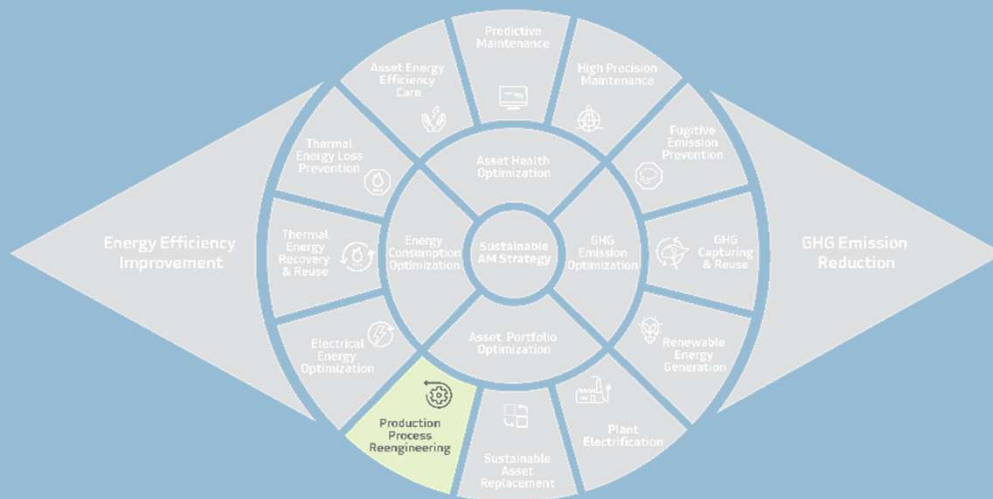 Predictive
Maintenance
Asset Energy
Efficiency
Care
High Precision
Maintenance
Thermal
Energy Loss
Prevention
Fugitive
Emission
Prevention
Asset Health
Optimization
Energy Efficiency
Improvement
Thermal
Energy
Recovery
& Reuse
Energy
Consumption
Optimization
Sustainable
AM Strategy
GHG
Emission
Optimization
GHG
Capturing
& Reuse
GHG Emission
Reduction
Electrical
Energy
Optimization
Asset Portfolio
Optimization
Renewable
Energy
Generation
Production
Process
Reengineering
Sustainable
Asset
Replacement
Plant
Electrification